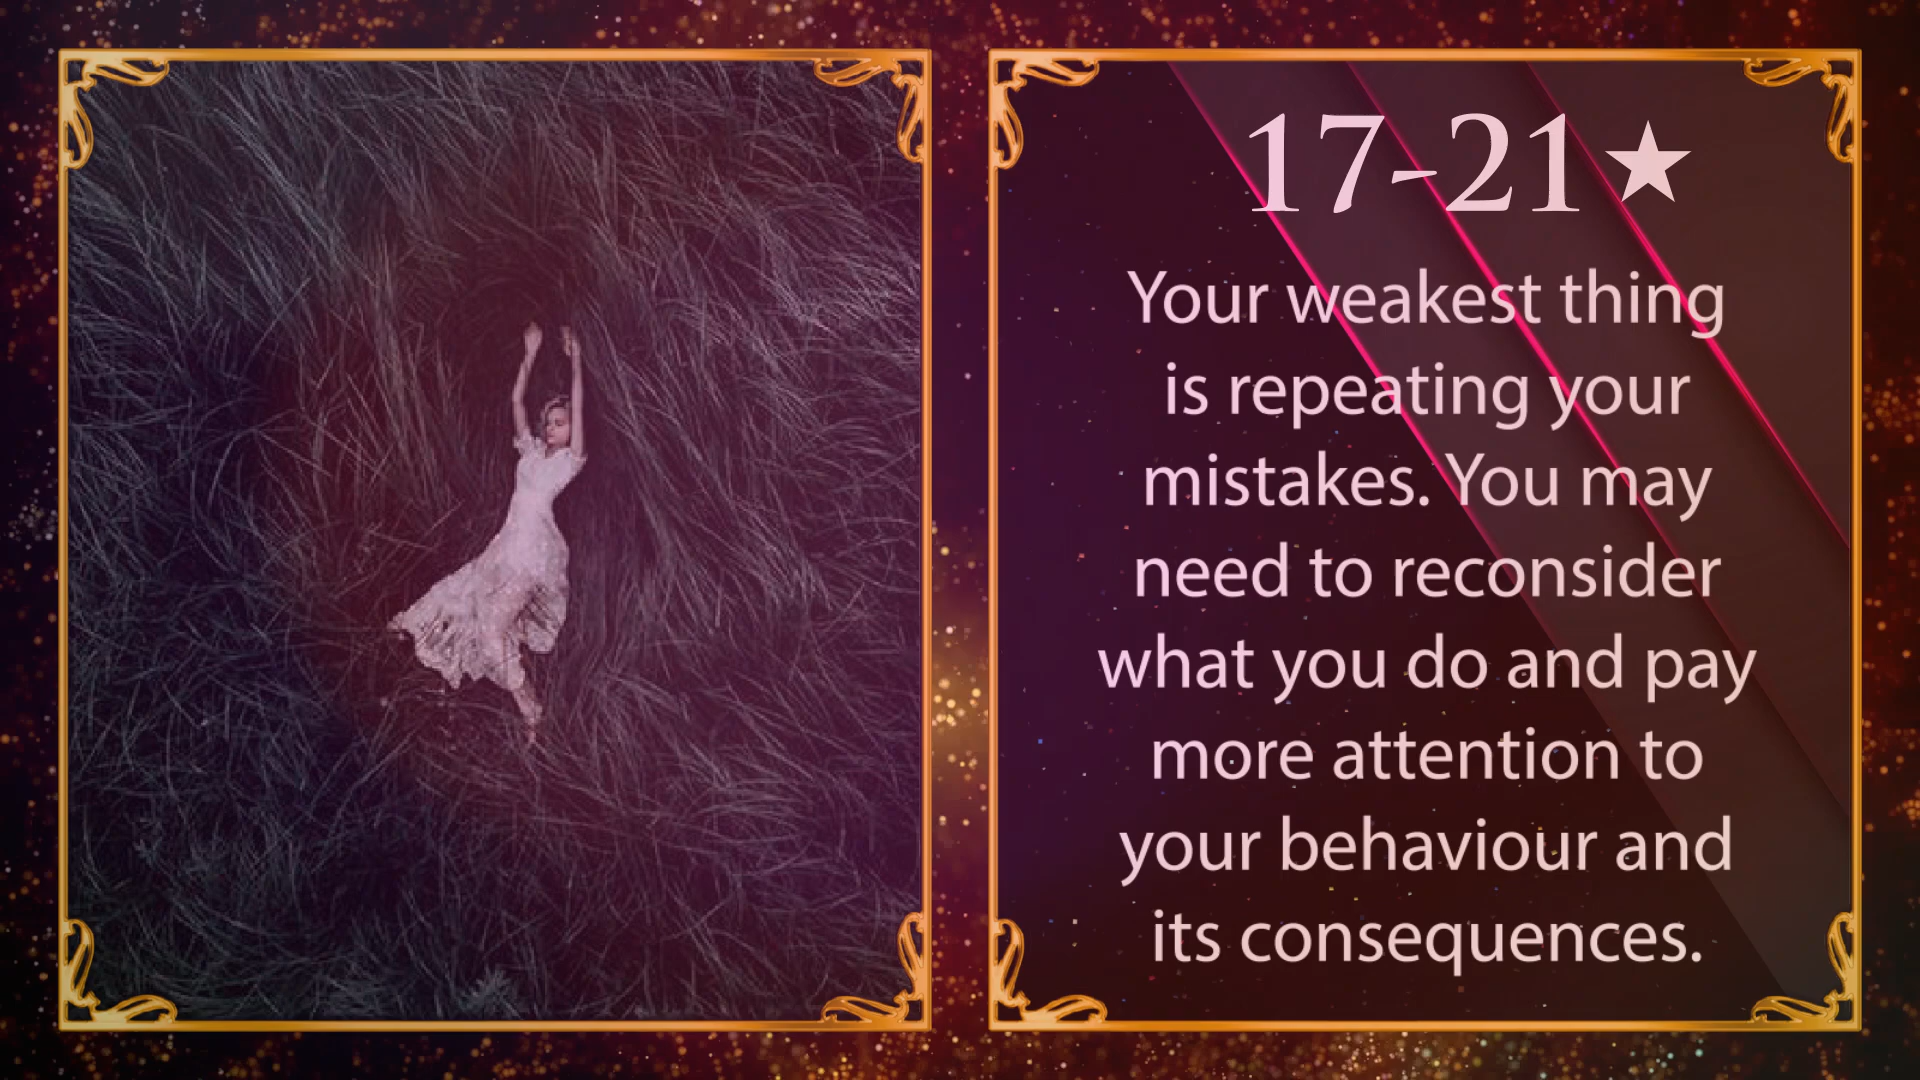 17-21★
Your weakest thing
is repeating your
mistakes. You may
need to reconsider
what you do and pay
more attention to
your behaviour and
its consequences.